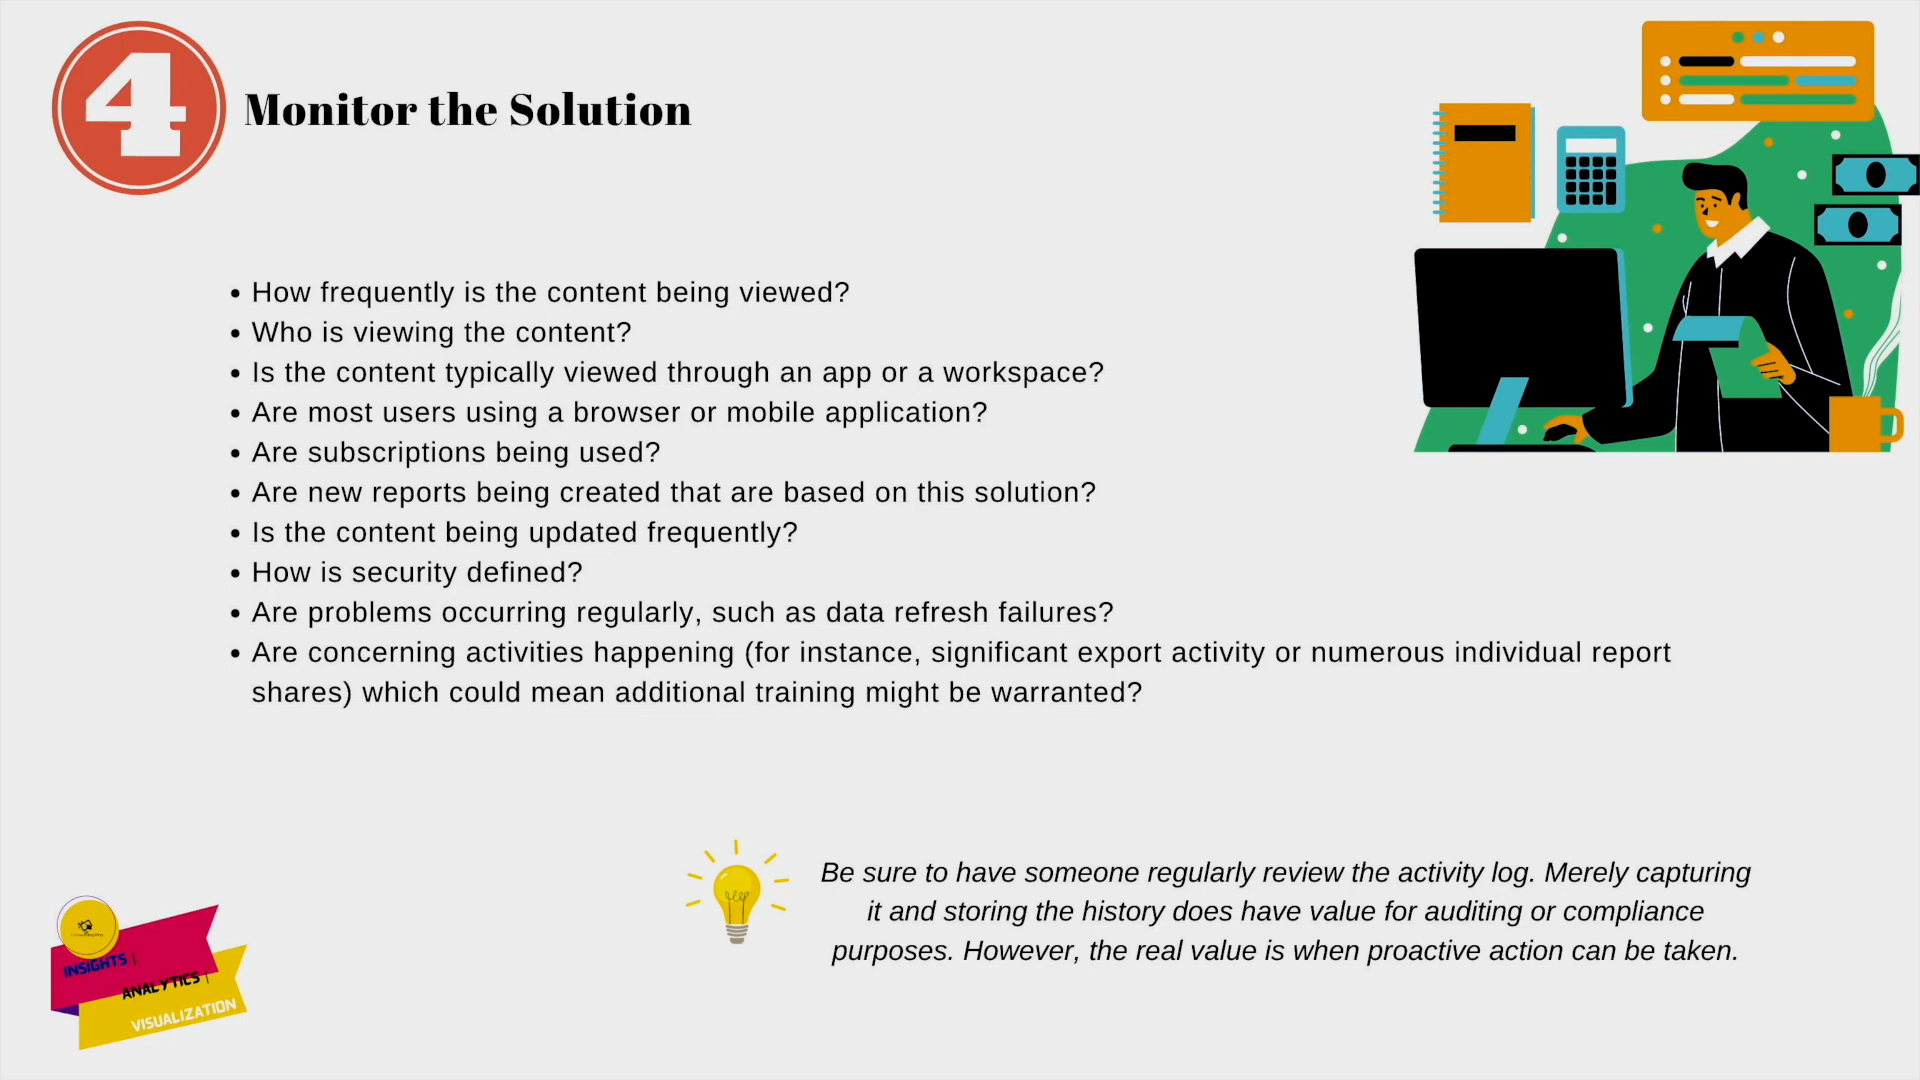 4
Monitor the Solution
• How frequently is the content being viewed?
• Who is viewing the content?
• Is the content typically viewed through an app or a workspace?
• Are most users using a browser or mobile application?
• Are subscriptions being used?
• Are new reports being created that are based on this solution?
• Is the content being updated frequently?
• How is security defined?
• Are problems occurring regularly, such as data refresh failures?
• Are concerning activities happening (for instance, significant export activity or numerous individual report
shares) which could mean additional training might be warranted?
Be sure to have someone regularly review the activity log. Merely capturing
it and storing the history does have value for auditing or compliance
purposes. However, the real value is when proactive action can be taken.
INSIGHTS |
ANALYTICS |
VISUALIZATION